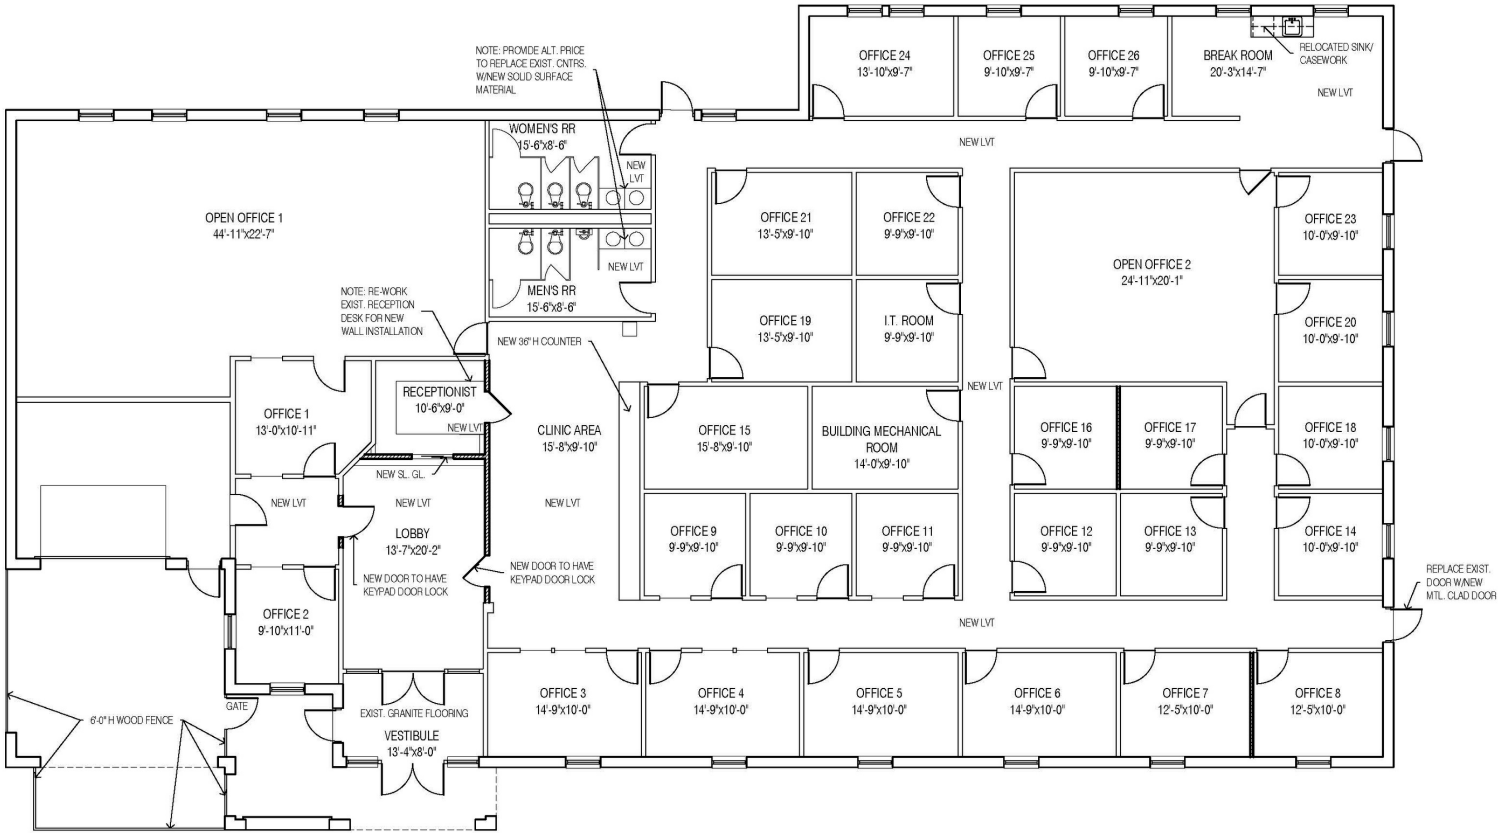 OFFICE 24
13'-10"x9'-7"
OFFICE 25
9'-10"x9'-7"
OFFICE 26
9'-10"x9'-7"
BREAK ROOM
20'-3"x14'-7"
NEW LVT
RELOCATED SINK/
CASEWORK
NOTE: PROVIDE ALT. PRICE
TO REPLACE EXIST. CNTRS.
W/NEW SOLID SURFACE
MATERIAL
WOMEN'S RR
15'-6"x8'-6"
NEW
LVT
NEW LVT
OPEN OFFICE 1
44'-11"x22'-7"
OFFICE 21
13'-5"x9'-10"
OFFICE 22
9'-9"x9'-10"
OFFICE 23
10'-0"x9'-10"
NEW LVT
MEN'S RR
15'-6"x8'-6"
OPEN OFFICE 2
24'-11"x20'-1"
NOTE: RE-WORK
EXIST. RECEPTION
DESK FOR NEW
WALL INSTALLATION
NEW 36" H COUNTER
OFFICE 19
13'-5"x9'-10"
I.T. ROOM
9'-9"x9'-10"
OFFICE 20
10'-0"x9'-10"
NEW LVT
RECEPTIONIST
10'-6"x9'-0"
NEW LVT
OFFICE 1
13'-0"x10'-11"
CLINIC AREA
15'-8"x9'-10"
OFFICE 15
15'-8"x9'-10"
BUILDING MECHANICAL
ROOM
14'-0x9'-10"
OFFICE 16
9'-9"x9'-10"
OFFICE 17
9'-9"x9'-10"
OFFICE 18
10'-0"x9'-10"
NEW SL. GL.
NEW LVT
NEW LVT
NEW LVT
LOBBY
13'-7"x20'-2"
OFFICE 9
9'-9"x9'-10"
OFFICE 10
9'-9"x9'-10"
OFFICE 11
9'-9"x9'-10"
OFFICE 12
9'-9"x9'-10"
OFFICE 13
9'-9"x9'-10"
OFFICE 14
10'-0"x9'-10"
NEW DOOR TO HAVE
KEYPAD DOOR LOCK
NEW DOOR TO HAVE
KEYPAD DOOR LOCK
REPLACE EXIST.
DOOR W/NEW
MTL. CLAD DOOR
OFFICE 2
9'-10"x11'-0"
NEW LVT
OFFICE 3
14'-9"x10'-0"
OFFICE 4
14'-9"x10'-0"
OFFICE 5
14'-9"x10'-0"
OFFICE 6
14'-9"x10'-0"
OFFICE 7
12'-5"x10'-0"
OFFICE 8
12'-5"x10'-0"
GATE
6'-0" H WOOD FENCE
EXIST. GRANITE FLOORING
VESTIBULE
13'-4"x8'-0"